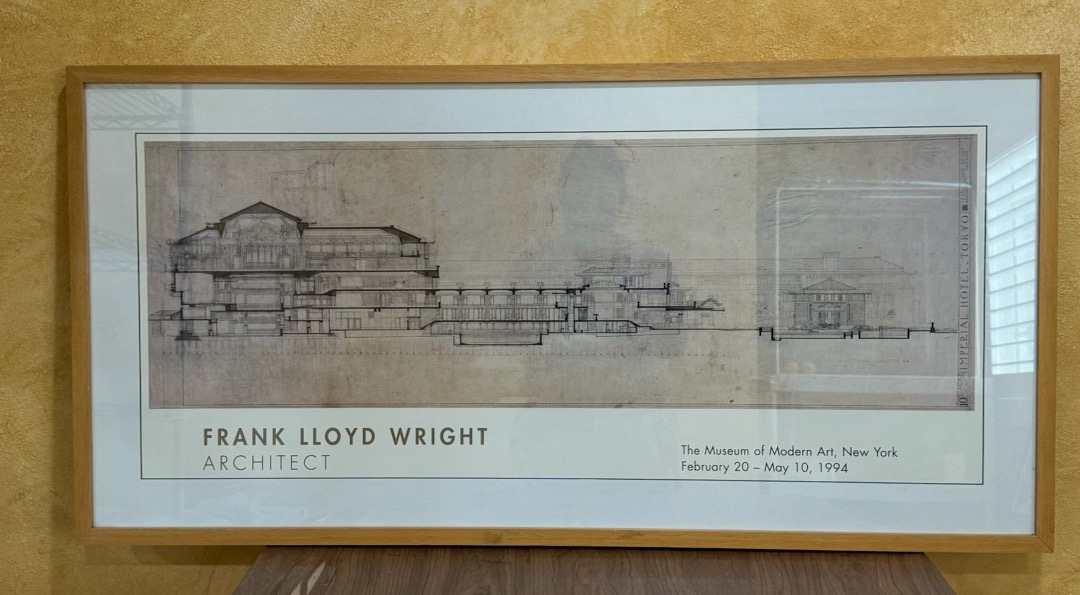 IMPERIAL HOTEL, TOKYO
FRANK LLOYD WRIGHT
ARCHITECT
The Museum of Modern Art, New York
February 20 – May 10, 1994